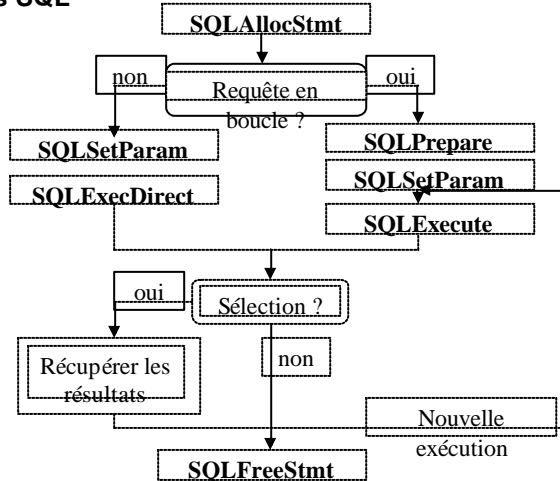 s SQL
SQLAllocStmt
non
oui
Requête en
boucle ?
SQLSetParam
SQLPrepare
SQLExecDirect
SQLSetParam
SQLExecute
oui
Sélection ?
Récupérer les
résultats
non
Nouvelle
exécution
SQLFreeStmt